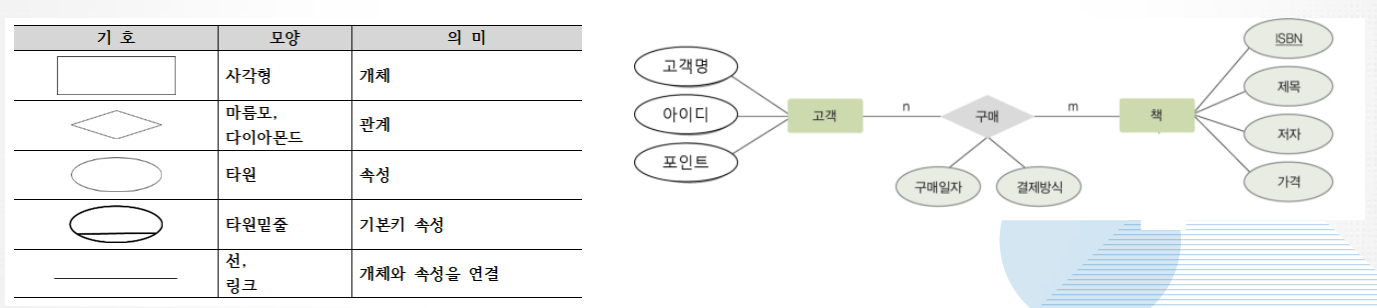 기 호 모양 의 미
사각형 개체
마름모,
다이아몬드 관계
타원 속성
타원밑줄 기본키 속성
선,
링크 개체와 속성을 연결
고객명
아이디
포인트
고객
n
구매
m
책
구매일자
결제방식
ISBN
제목
저자
가격